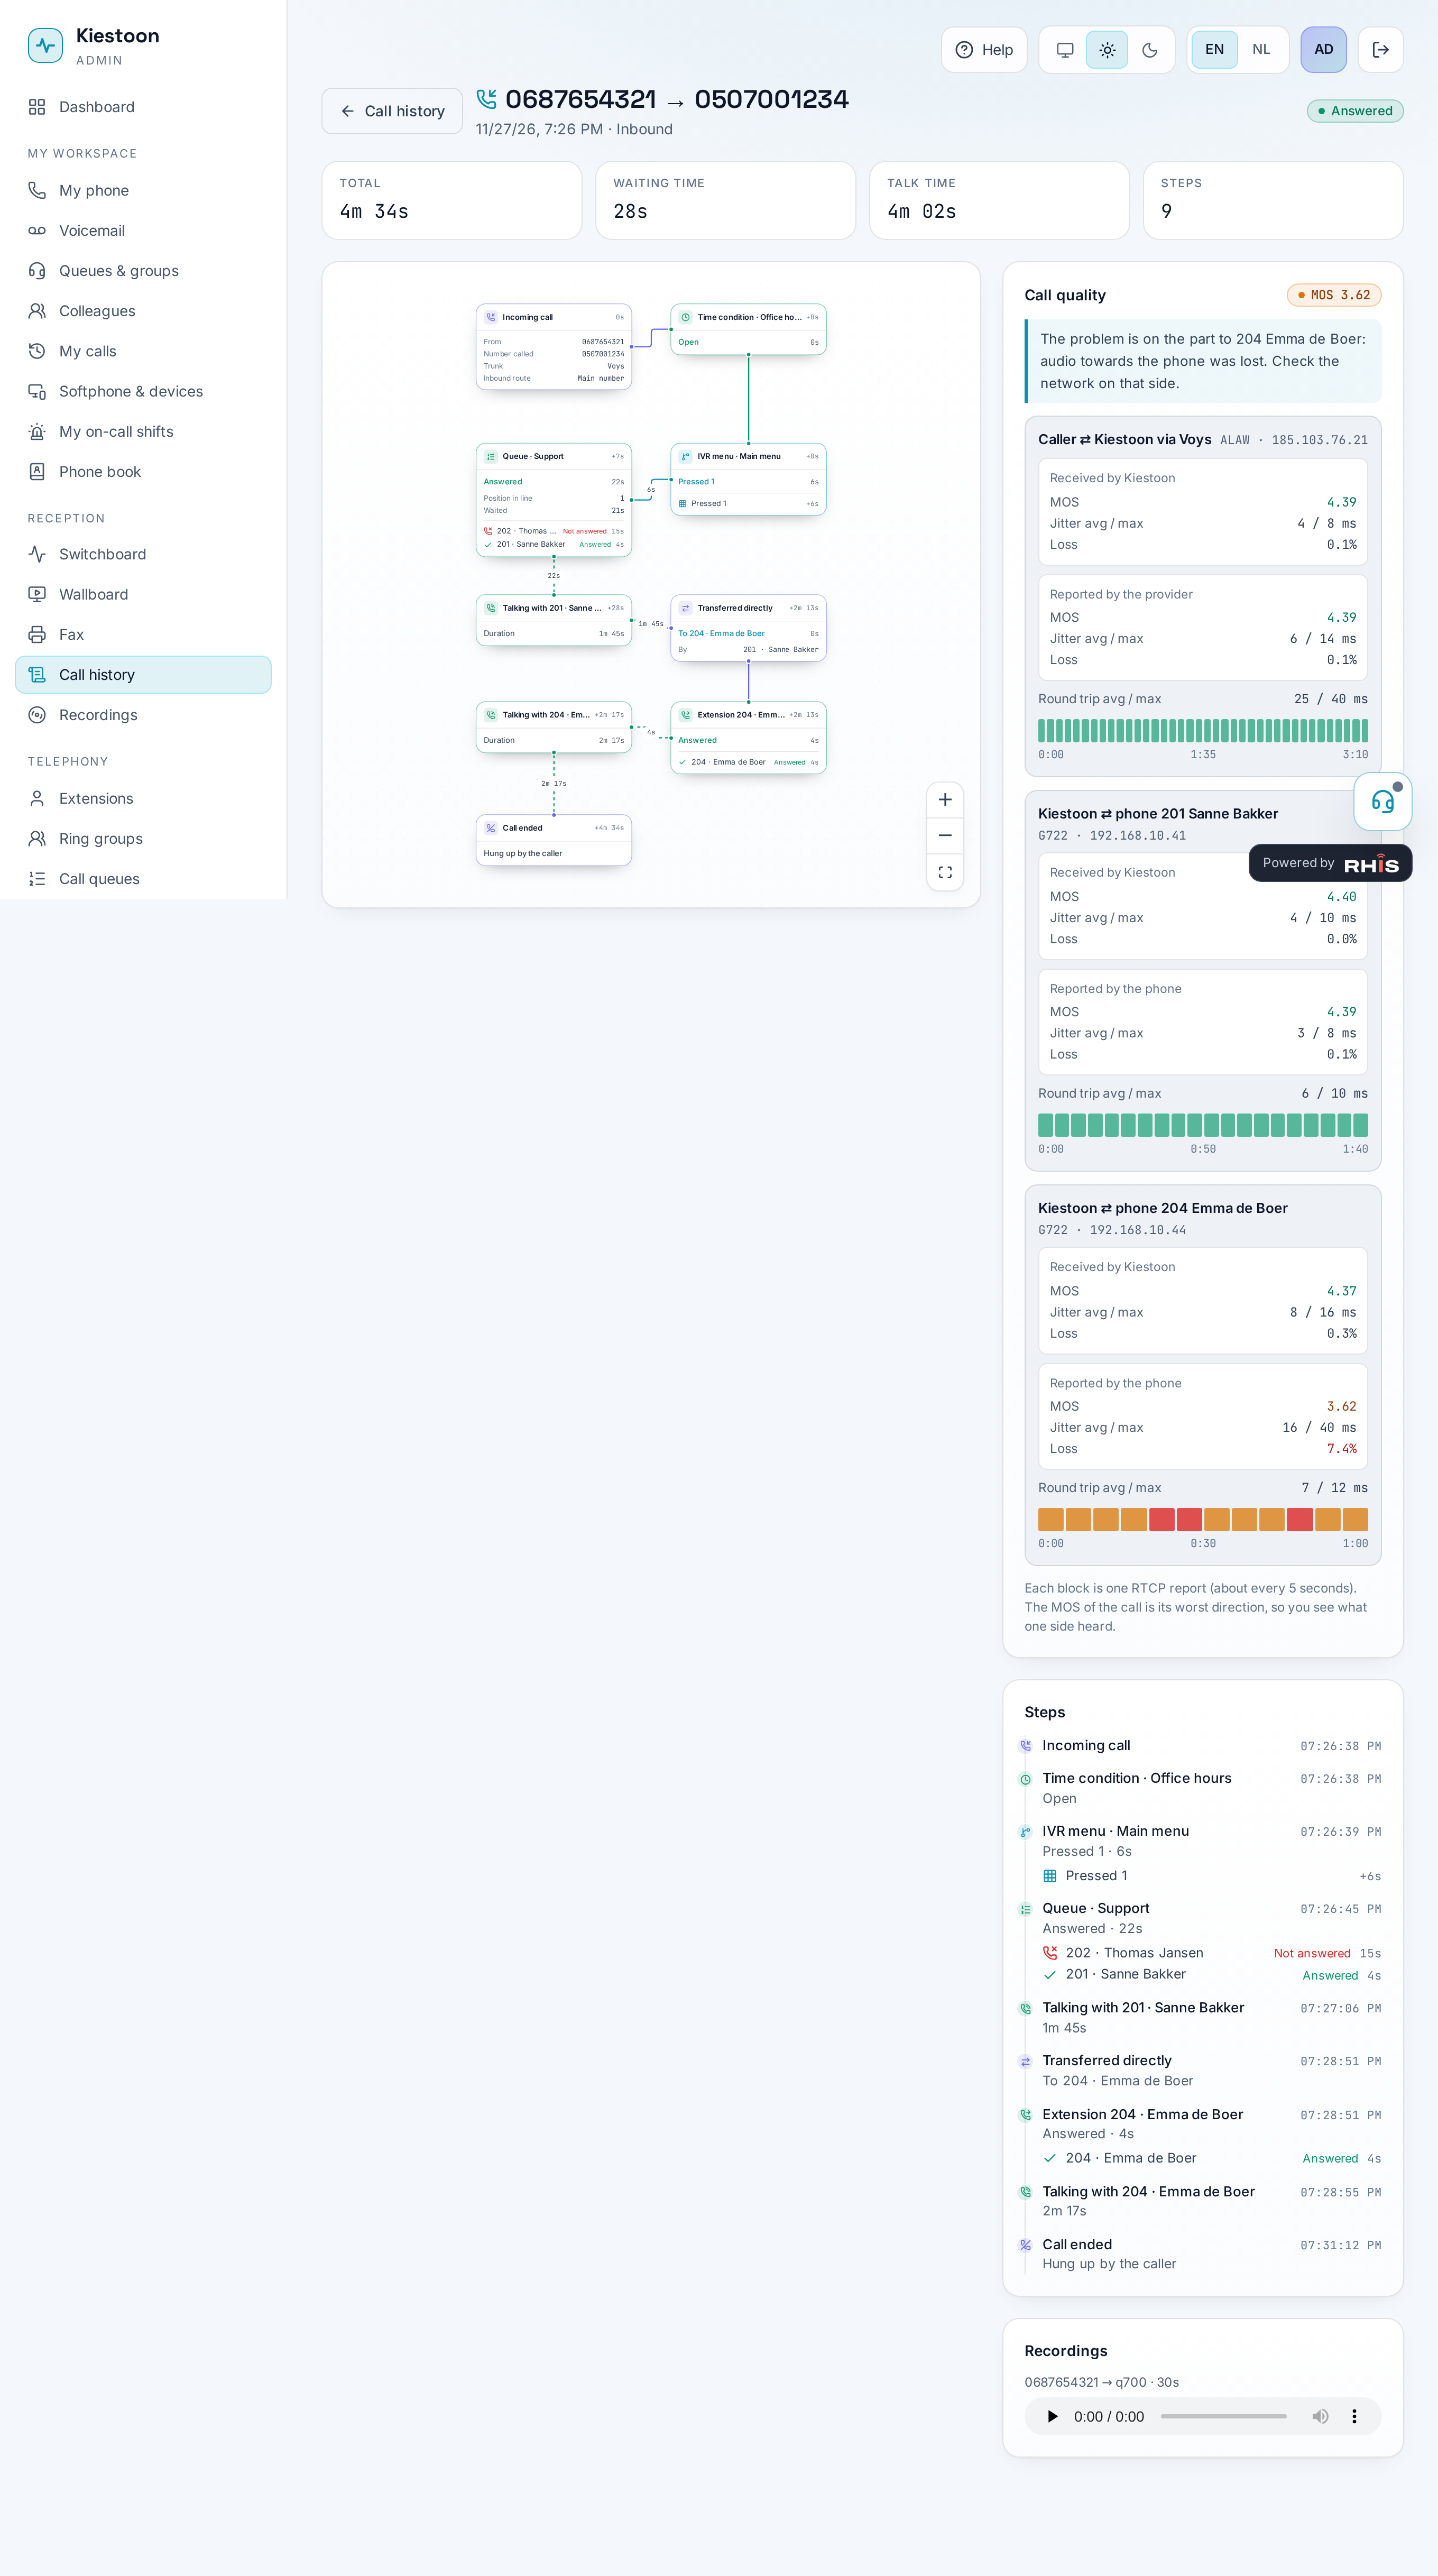 Kiestoon
ADMIN
Dashboard
MY WORKSPACE
My phone
Voicemail
Queues & groups
Colleagues
My calls
Softphone & devices
My on-call shifts
Phone book
RECEPTION
Switchboard
Wallboard
Fax
Call history
Recordings
TELEPHONY
Extensions
Ring groups
Call queues
Help
EN NL
AD
Call history
0687654321 → 0507001234
11/27/26, 7:26 PM · Inbound
Answered
TOTAL
4m 34s
WAITING TIME
28s
TALK TIME
4m 02s
STEPS
9
Incoming call 0s
From 0687654321
Number called 0507001234
Trunk Voys
Inbound route Main number
Time condition · Office ho... +0s
Open 0s
Queue · Support +7s
Answered 22s
Position in line 1
Waited 21s
202 · Thomas ... Not answered 15s
201 · Sanne Bakker Answered 4s
6s
IVR menu · Main menu +0s
Pressed 1 6s
Pressed 1 +6s
22s
Talking with 201 · Sanne ... +28s
Duration 1m 45s
1m 45s
Transferred directly +2m 13s
To 204 · Emma de Boer 0s
By 201 · Sanne Bakker
Talking with 204 · Em... +2m 17s
Duration 2m 17s
4s
Extension 204 · Emm... +2m 13s
Answered 4s
204 · Emma de Boer Answered 4s
2m 17s
Call ended +4m 34s
Hung up by the caller
Call quality
MOS 3.62
The problem is on the part to 204 Emma de Boer:
audio towards the phone was lost. Check the
network on that side.
Caller ⇄ Kiestoon via Voys ALAW · 185.103.76.21
Received by Kiestoon
MOS 4.39
Jitter avg / max 4 / 8 ms
Loss 0.1%
Reported by the provider
MOS 4.39
Jitter avg / max 6 / 14 ms
Loss 0.1%
Round trip avg / max 25 / 40 ms
0:00 1:35 3:10
Kiestoon ⇄ phone 201 Sanne Bakker
G722 · 192.168.10.41
Received by Kiestoon
Powered by RHIS
MOS 4.40
Jitter avg / max 4 / 10 ms
Loss 0.0%
Reported by the phone
MOS 4.39
Jitter avg / max 3 / 8 ms
Loss 0.1%
Round trip avg / max 6 / 10 ms
0:00 0:50 1:40
Kiestoon ⇄ phone 204 Emma de Boer
G722 · 192.168.10.44
Received by Kiestoon
MOS 4.37
Jitter avg / max 8 / 16 ms
Loss 0.3%
Reported by the phone
MOS 3.62
Jitter avg / max 16 / 40 ms
Loss 7.4%
Round trip avg / max 7 / 12 ms
0:00 0:30 1:00
Each block is one RTCP report (about every 5 seconds).
The MOS of the call is its worst direction, so you see what
one side heard.
Steps
Incoming call 07:26:38 PM
Time condition · Office hours 07:26:38 PM
Open
IVR menu · Main menu 07:26:39 PM
Pressed 1 · 6s
Pressed 1 +6s
Queue · Support 07:26:45 PM
Answered · 22s
202 · Thomas Jansen Not answered 15s
201 · Sanne Bakker Answered 4s
Talking with 201 · Sanne Bakker 07:27:06 PM
1m 45s
Transferred directly 07:28:51 PM
To 204 · Emma de Boer
Extension 204 · Emma de Boer 07:28:51 PM
Answered · 4s
204 · Emma de Boer Answered 4s
Talking with 204 · Emma de Boer 07:28:55 PM
2m 17s
Call ended 07:31:12 PM
Hung up by the caller
Recordings
0687654321 → q700 · 30s
0:00 / 0:00